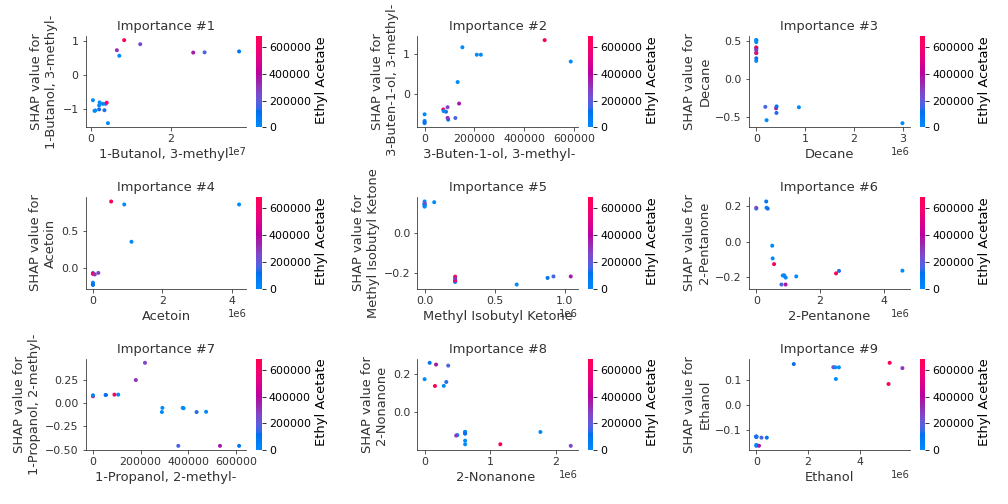 Importance #1
Importance #2
Importance #3
SHAP value for
1-Butanol, 3-methyl-
1
0
−1
0
2
1e7
1-Butanol, 3-methyl-
600000
400000
200000
0
Ethyl Acetate
SHAP value for
3-Buten-1-ol, 3-methyl-
1
0
0
200000
400000
600000
3-Buten-1-ol, 3-methyl-
600000
400000
200000
0
Ethyl Acetate
SHAP value for
Decane
0.5
0.0
−0.5
0
1
2
3
1e6
Decane
600000
400000
200000
0
Ethyl Acetate
Importance #4
Importance #5
Importance #6
SHAP value for
Acetoin
0.5
0.0
0
2
4
1e6
Acetoin
600000
400000
200000
0
Ethyl Acetate
SHAP value for
Methyl Isobutyl Ketone
0.0
−0.2
0.0
0.5
1.0
1e6
Methyl Isobutyl Ketone
600000
400000
200000
0
Ethyl Acetate
SHAP value for
2-Pentanone
0.2
0.0
−0.2
0
2
4
1e6
2-Pentanone
600000
400000
200000
0
Ethyl Acetate
Importance #7
Importance #8
Importance #9
SHAP value for
1-Propanol, 2-methyl-
0.25
0.00
−0.25
−0.50
0
200000
400000
600000
1-Propanol, 2-methyl-
600000
400000
200000
0
Ethyl Acetate
SHAP value for
2-Nonanone
0.2
0.0
0
1
2
1e6
2-Nonanone
600000
400000
200000
0
Ethyl Acetate
SHAP value for
Ethanol
0.1
0.0
−0.1
0
2
4
1e6
Ethanol
600000
400000
200000
0
Ethyl Acetate